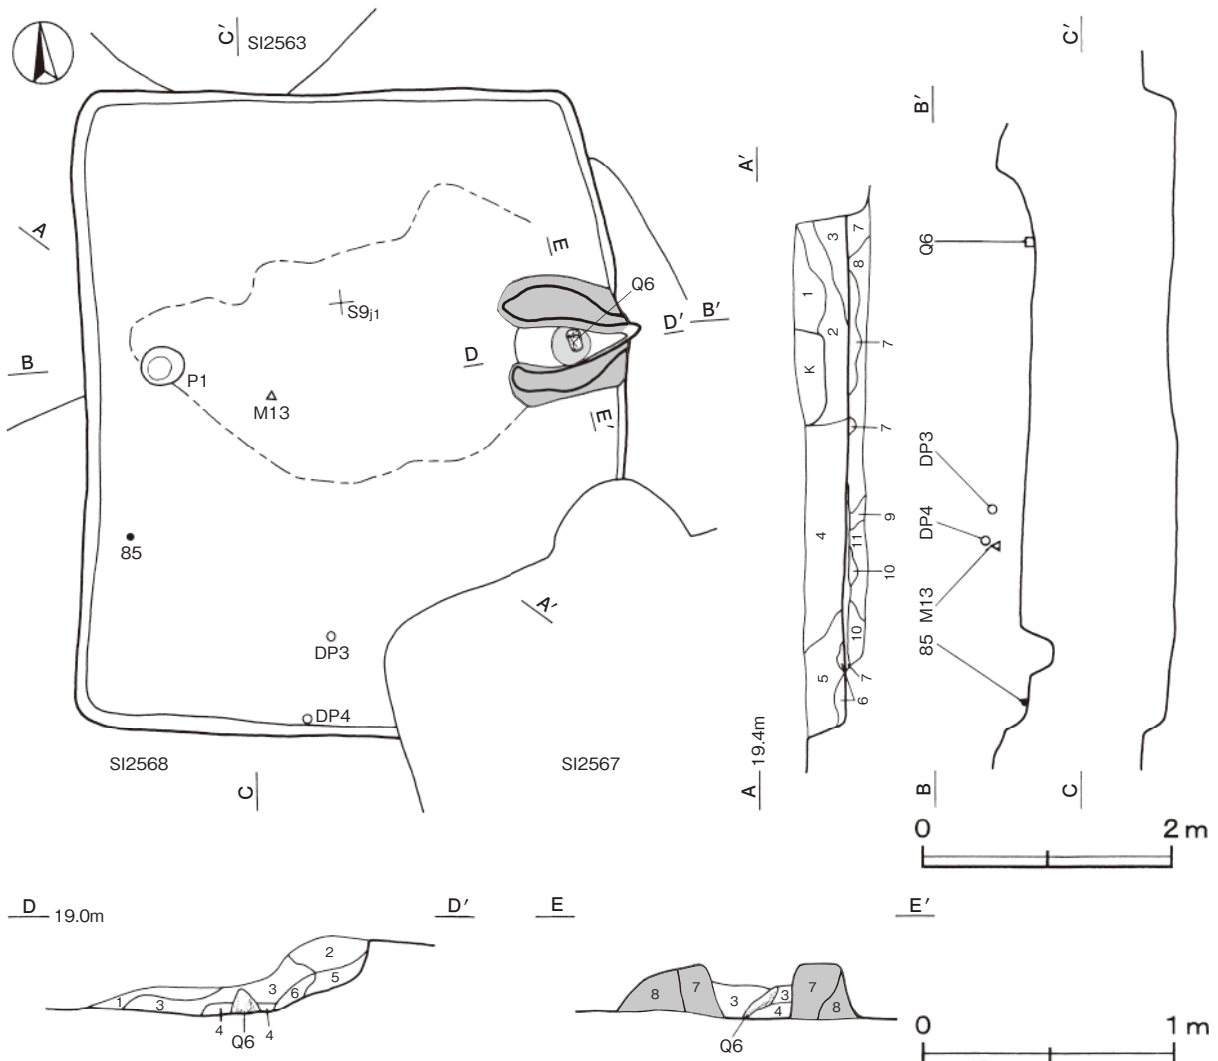 C′
SI2563
A
E
Q6
S9j1
D′
B′
B
D
P1
M13
E′
85
A′
DP3
DP4
SI2568
SI2567
C
A′
3
7
8
1
2
7
K
7
9
4
11
10
10
5
7
6
A
19.4m
B′
Q6
DP3
DP4
M13
85
B
C′
C
0
2 m
D
19.0m
D′
2
5
3
6
1
3
4
4
Q6
E
E′
8
7
3
3
4
7
8
Q6
0
1 m